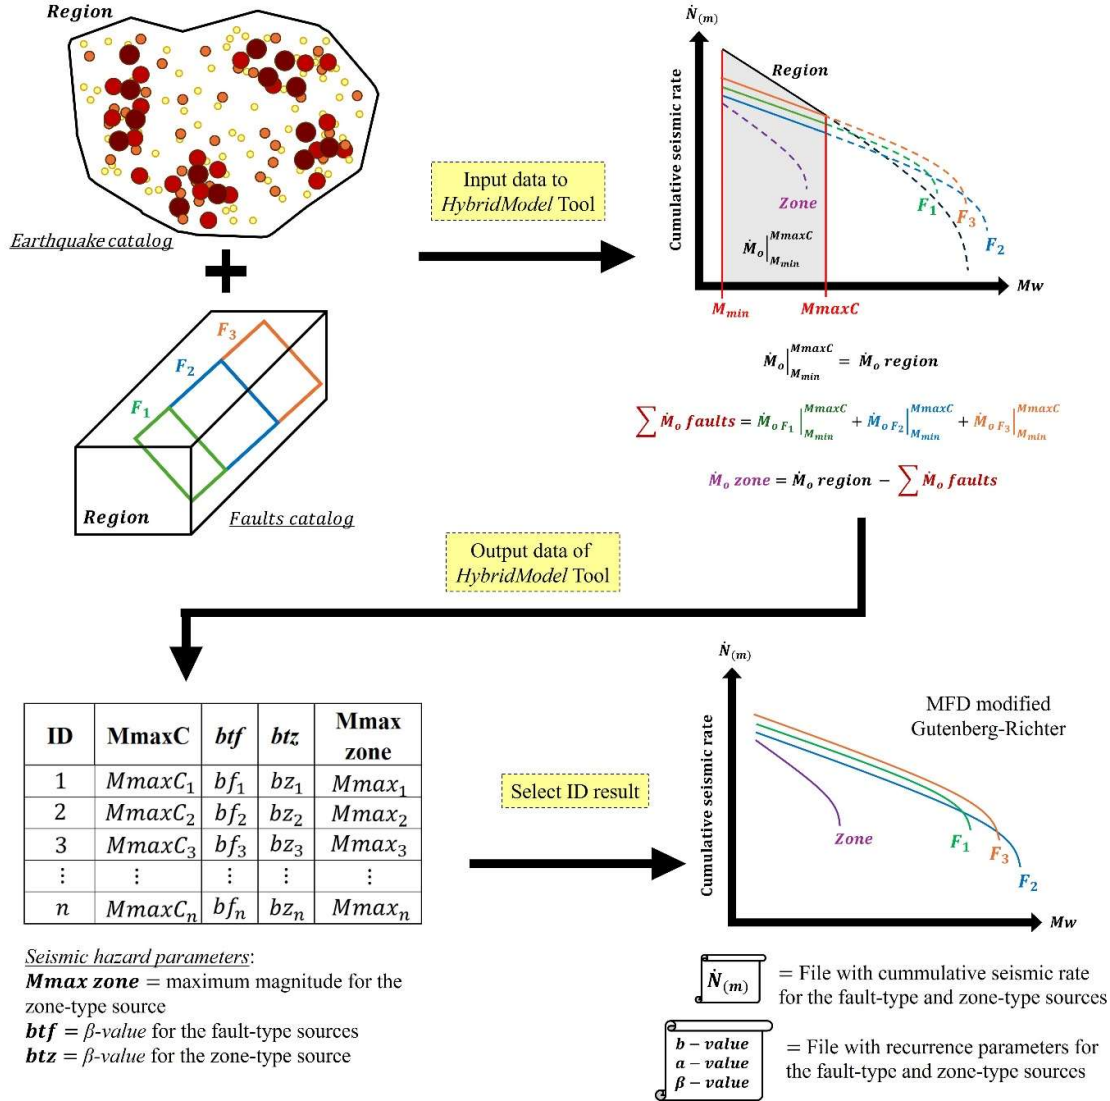 Region
Earthquake catalog
+
F₁
F₂
F₃
Region
Faults catalog
Input data to
HybridModel Tool
Ṅ₍ₘ₎
Cumulative seismic rate
Region
Zone
F₁
F₃
F₂
Ṁₒ|MmaxC Mmin
Mw
Mmin
MmaxC
Ṁₒ|MmaxC Mmin = Ṁₒ region
∑ Ṁₒ faults = Ṁₒ F₁|MmaxC Mmin + Ṁₒ F₂|MmaxC Mmin + Ṁₒ F₃|MmaxC Mmin
Ṁₒ zone = Ṁₒ region − ∑ Ṁₒ faults
Output data of
HybridModel Tool
ID MmaxC btf btz Mmax zone
1 MmaxC₁ bf₁ bz₁ Mmax₁
2 MmaxC₂ bf₂ bz₂ Mmax₂
3 MmaxC₃ bf₃ bz₃ Mmax₃
⋮ ⋮ ⋮ ⋮ ⋮
n MmaxCₙ bfₙ bzₙ Mmaxₙ
Seismic hazard parameters:
Mmax zone = maximum magnitude for the
zone-type source
btf = β-value for the fault-type sources
btz = β-value for the zone-type source
Select ID result
Ṅ₍ₘ₎
Cumulative seismic rate
MFD modified
Gutenberg-Richter
Zone
F₁
F₃
F₂
Mw
Ṅ₍ₘ₎
= File with cummulative seismic rate
for the fault-type and zone-type sources
b − value
a − value
β − value
= File with recurrence parameters for
the fault-type and zone-type sources